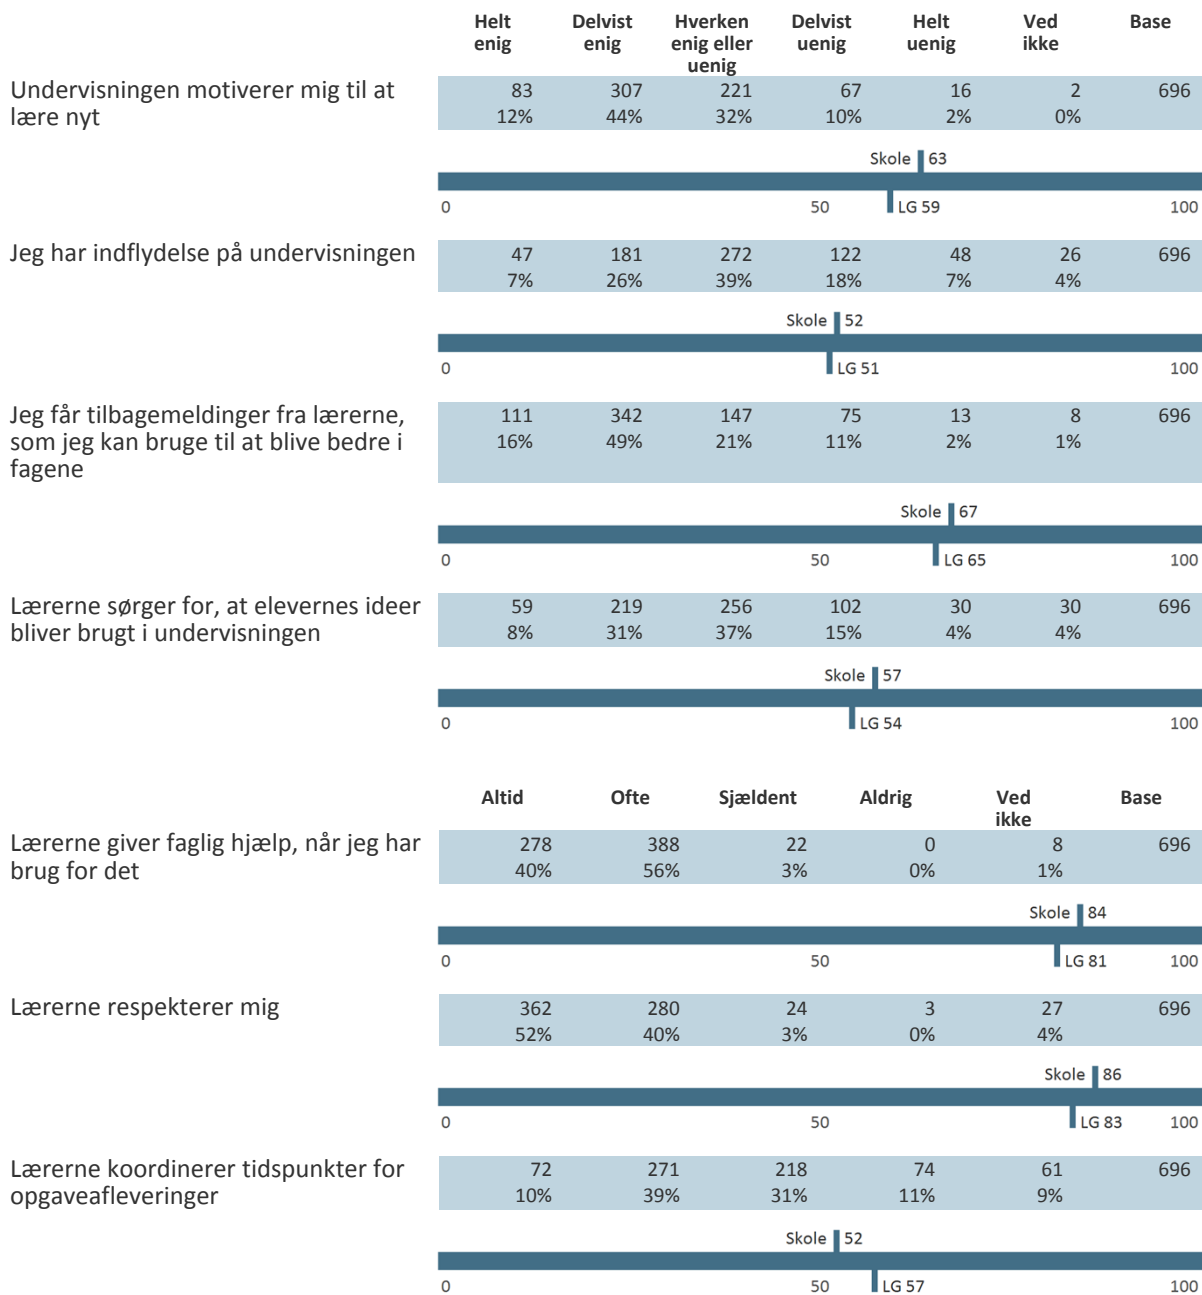 Helt Delvist Hverken Delvist Helt Ved Base
enig enig enig eller uenig uenig ikke
uenig
Undervisningen motiverer mig til at 83 307 221 67 16 2 696
lære nyt 12% 44% 32% 10% 2% 0%
Skole 63
0 50 LG 59 100
Jeg har indflydelse på undervisningen 47 181 272 122 48 26 696
7% 26% 39% 18% 7% 4%
Skole 52
0 LG 51 100
Jeg får tilbagemeldinger fra lærerne, 111 342 147 75 13 8 696
som jeg kan bruge til at blive bedre i 16% 49% 21% 11% 2% 1%
fagene
Skole 67
0 50 LG 65 100
Lærerne sørger for, at elevernes ideer 59 219 256 102 30 30 696
bliver brugt i undervisningen 8% 31% 37% 15% 4% 4%
Skole 57
0 LG 54 100
Altid Ofte Sjældent Aldrig Ved Base
ikke
Lærerne giver faglig hjælp, når jeg har 278 388 22 0 8 696
brug for det 40% 56% 3% 0% 1%
Skole 84
0 50 LG 81 100
Lærerne respekterer mig 362 280 24 3 27 696
52% 40% 3% 0% 4%
Skole 86
0 50 LG 83 100
Lærerne koordinerer tidspunkter for 72 271 218 74 61 696
opgaveafleveringer 10% 39% 31% 11% 9%
Skole 52
0 50 LG 57 100